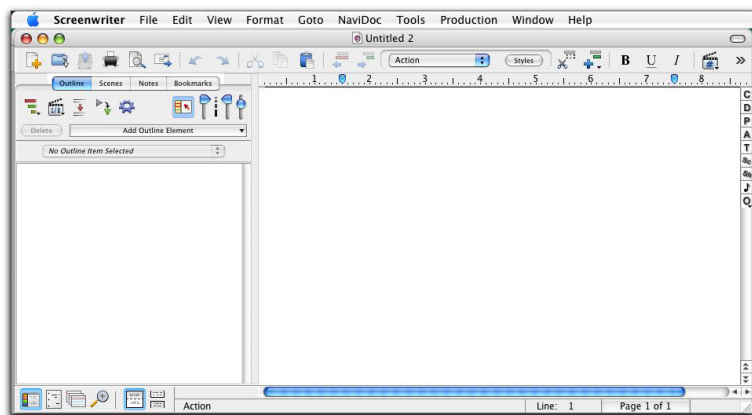 Screenwriter File Edit View Format Goto NaviDoc Tools Production Window Help
Untitled 2
Action Styles B U I # »
Outline Scenes Notes Bookmarks
1 2 3 4 5 6 7 8
Delete Add Outline Element
No Outline Item Selected
C
D
P
A
T
Sc
Sh
Q
Action Line: 1 Page 1 of 1